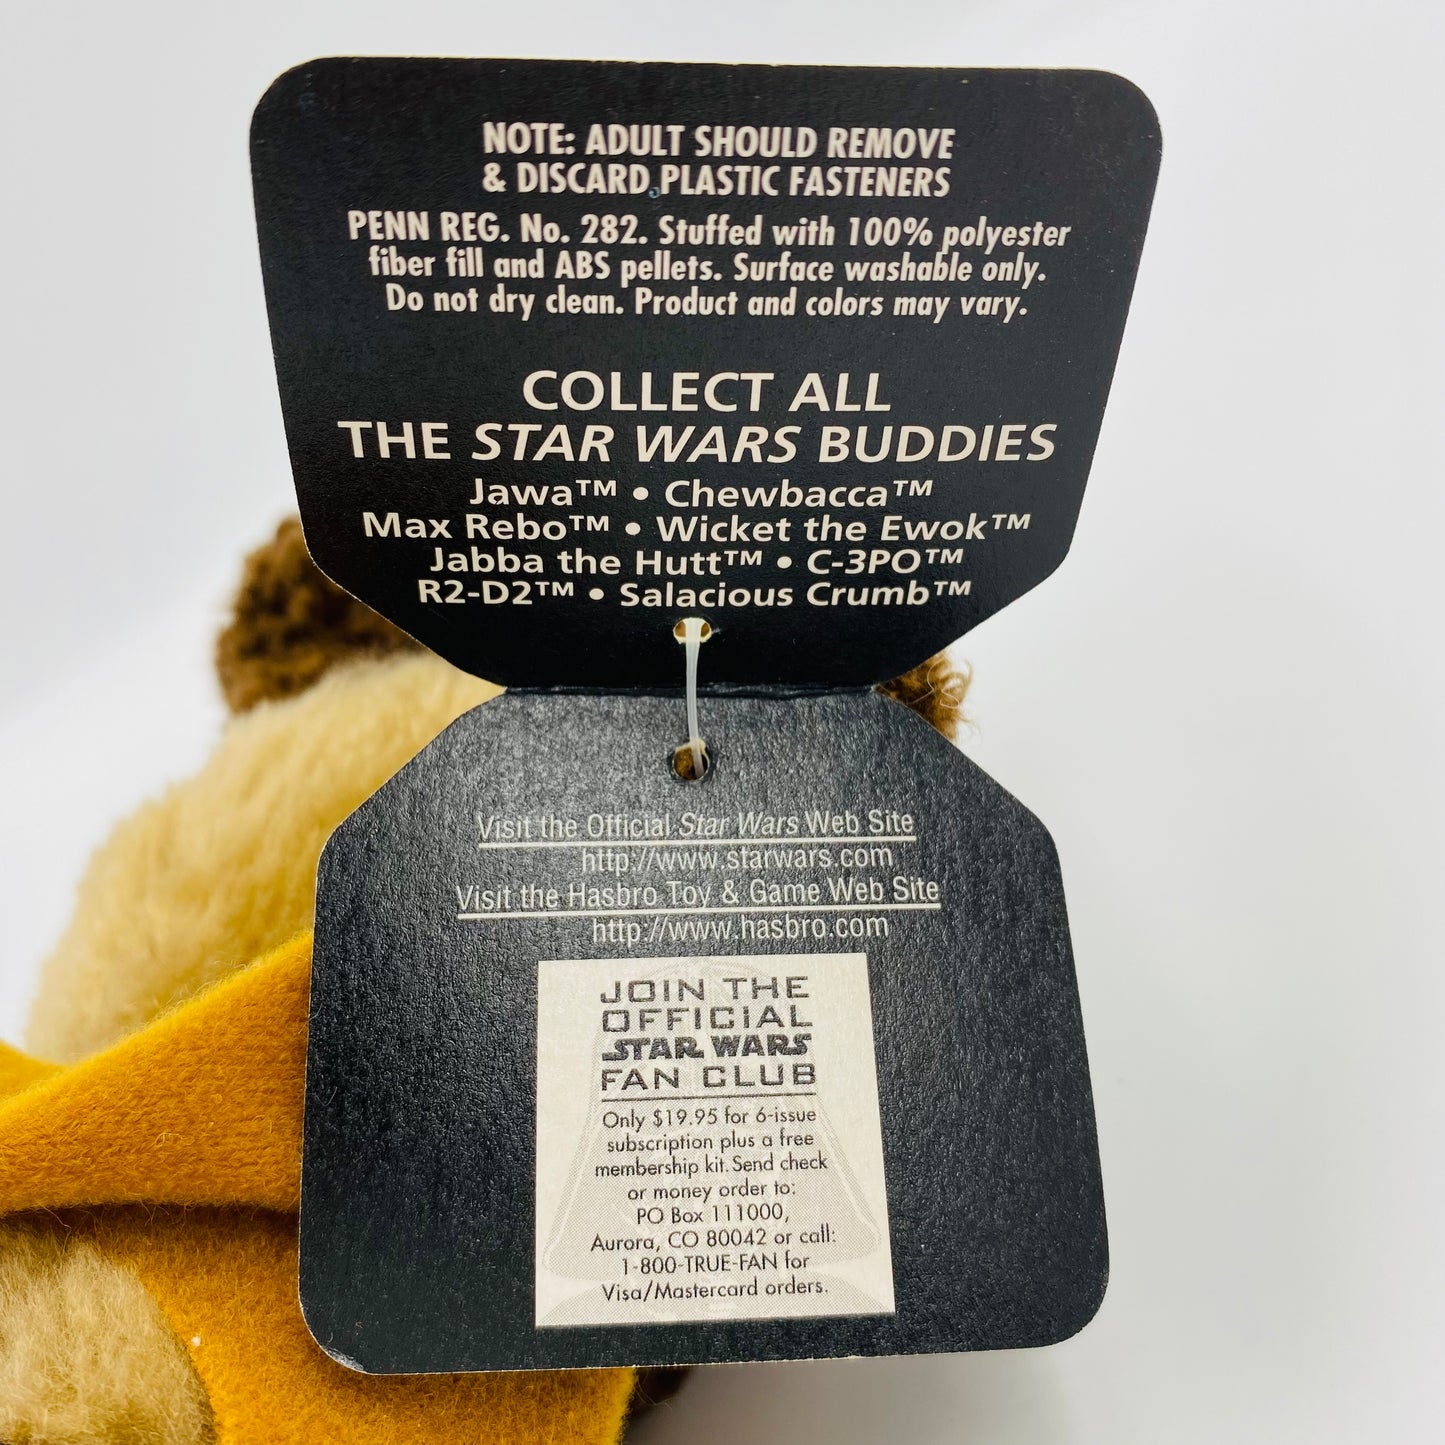 NOTE: ADULT SHOULD REMOVE
& DISCARD PLASTIC FASTENERS
PENN REG. No. 282. Stuffed with 100% polyester
fiber fill and ABS pellets. Surface washable only.
Do not dry clean. Product and colors may vary.
COLLECT ALL
THE STAR WARS BUDDIES
Jawa™ • Chewbacca™
Max Rebo™ • Wicket the Ewok™
Jabba the Hutt™ • C-3PO™
R2-D2™ • Salacious Crumb™
Visit the Official Star Wars Web Site
http://www.starwars.com
Visit the Hasbro Toy & Game Web Site
http://www.hasbro.com
JOIN THE
OFFICIAL
STAR WARS
FAN CLUB
Only $19.95 for 6-issue
subscription plus a free
membership kit. Send check
or money order to:
PO Box 111000,
Aurora, CO 80042 or call:
1-800-TRUE-FAN for
Visa/Mastercard orders.